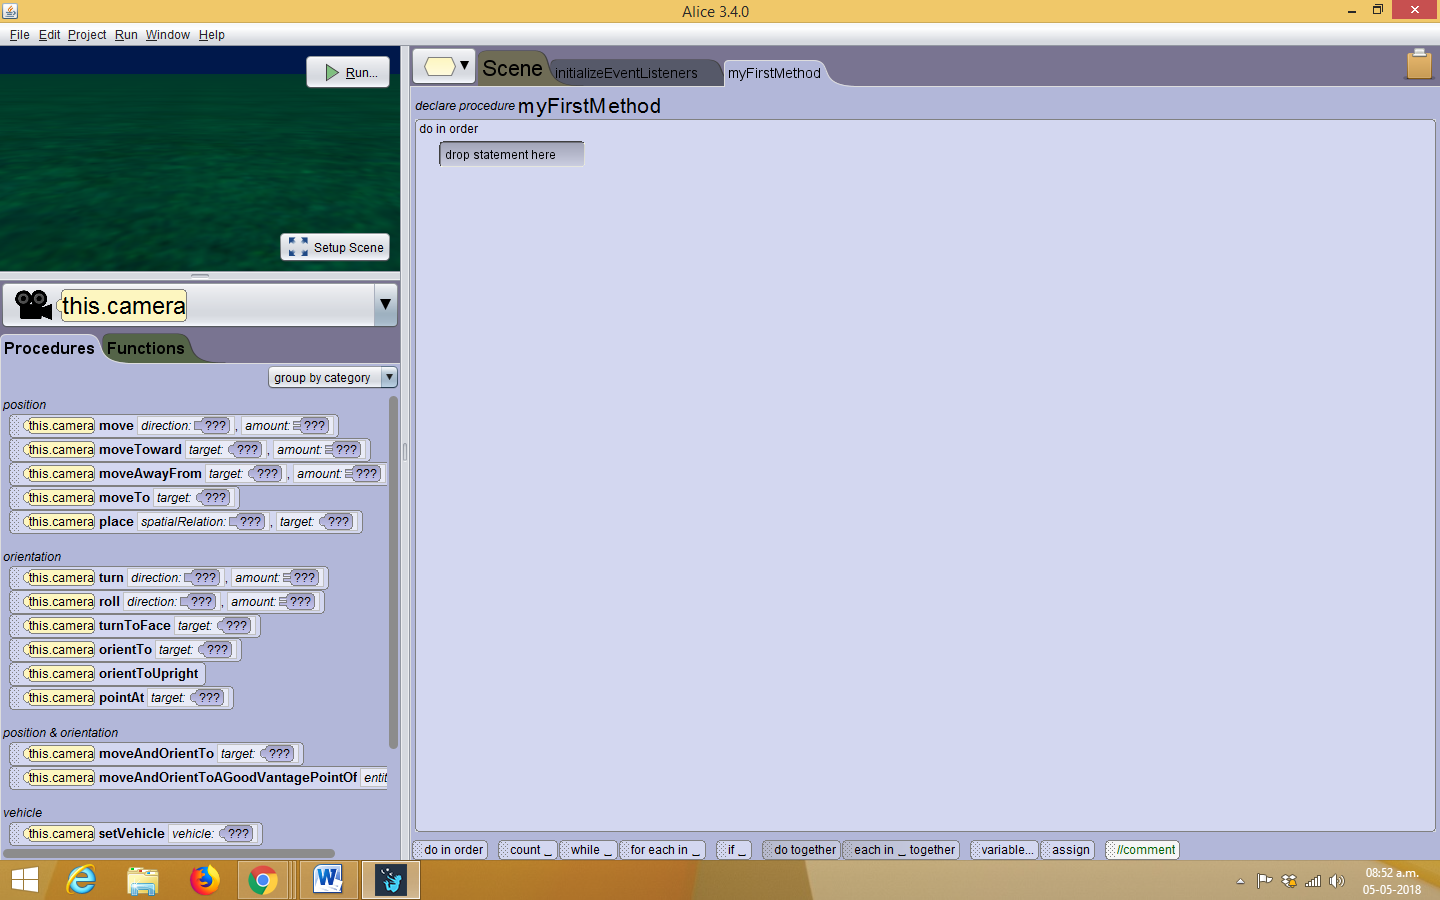 Alice 3.4.0
File Edit Project Run Window Help
Run...
Setup Scene
this.camera
Procedures Functions
group by category
position
this.camera move direction: ??? , amount: ???
this.camera moveToward target: ??? , amount: ???
this.camera moveAwayFrom target: ??? , amount: ???
this.camera moveTo target: ???
this.camera place spatialRelation: ??? , target: ???
orientation
this.camera turn direction: ??? , amount: ???
this.camera roll direction: ??? , amount: ???
this.camera turnToFace target: ???
this.camera orientTo target: ???
this.camera orientToUpright
this.camera pointAt target: ???
position & orientation
this.camera moveAndOrientTo target: ???
this.camera moveAndOrientToAGoodVantagePointOf entit
vehicle
this.camera setVehicle vehicle: ???
Scene initializeEventListeners myFirstMethod
declare procedure myFirstMethod
do in order
drop statement here
do in order count _ while _ for each in _ if _ do together each in _ together variable... assign //comment
08:52 a.m.
05-05-2018